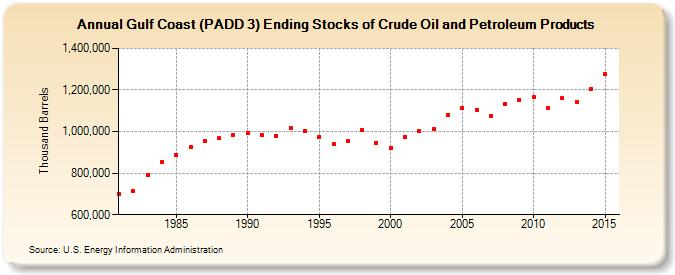 Annual Gulf Coast (PADD 3) Ending Stocks of Crude Oil and Petroleum Products
Thousand Barrels
1,400,000
1,200,000
1,000,000
800,000
600,000
1985 1990 1995 2000 2005 2010 2015
Source: U.S. Energy Information Administration